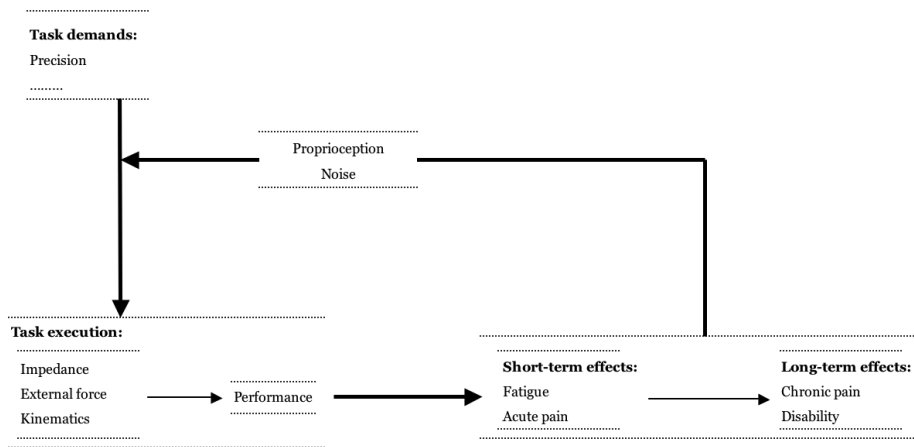 Task demands:
Precision
.........
Proprioception
Noise
Task execution:
Impedance
External force
Kinematics
Performance
Short-term effects:
Fatigue
Acute pain
Long-term effects:
Chronic pain
Disability